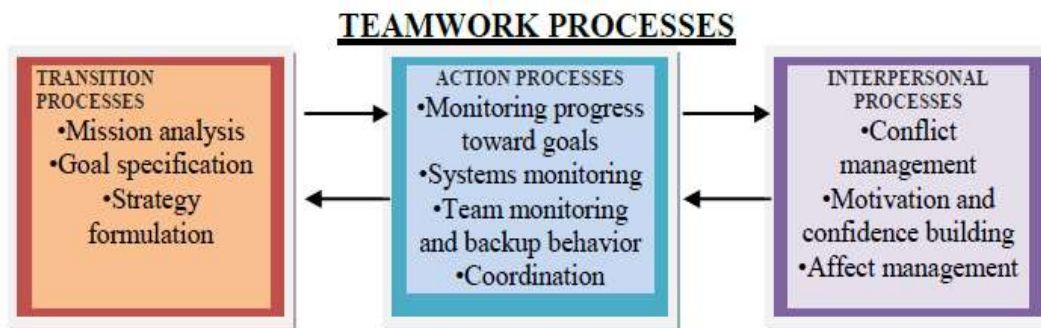 TEAMWORK PROCESSES
TRANSITION
PROCESSES
•Mission analysis
•Goal specification
•Strategy
formulation
ACTION PROCESSES
•Monitoring progress
toward goals
•Systems monitoring
•Team monitoring
and backup behavior
•Coordination
INTERPERSONAL
PROCESSES
•Conflict
management
•Motivation and
confidence building
•Affect management